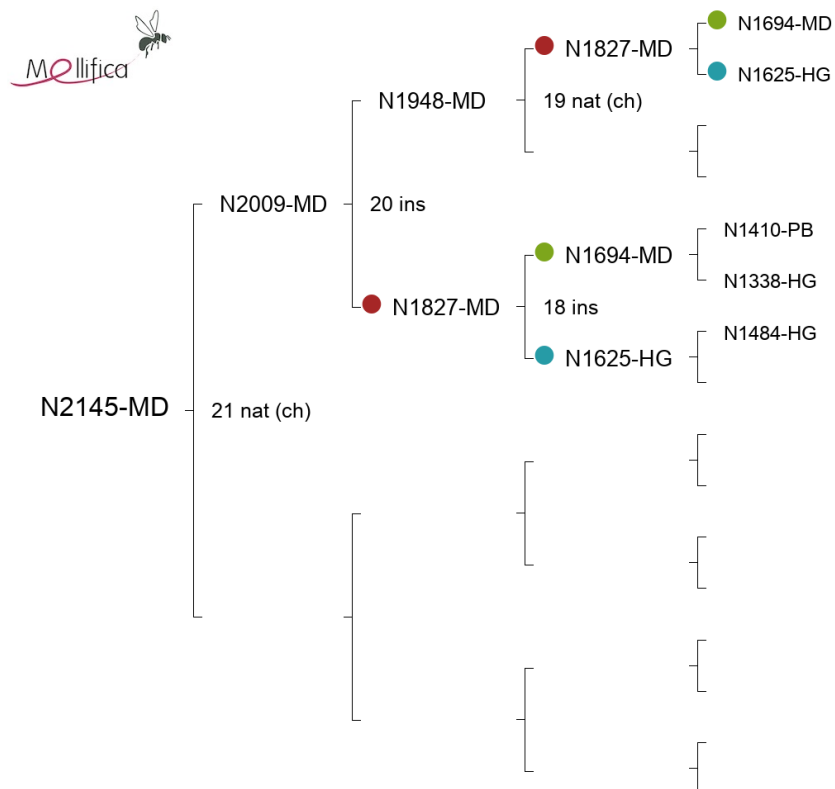 Mellifica
N1694-MD
N1827-MD
N1625-HG
N1948-MD
19 nat (ch)
N2009-MD
20 ins
N1410-PB
N1694-MD
N1338-HG
N1827-MD
18 ins
N1484-HG
N1625-HG
N2145-MD
21 nat (ch)